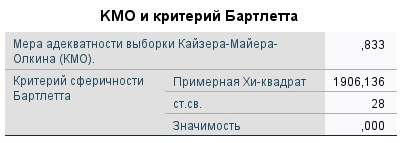 КМО и критерий Бартлетта
Мера адекватности выборки Кайзера-Майера-
Олкина (КМО).
,833
Критерий сферичности
Бартлетта
Примерная Хи-квадрат
1906,136
ст.св.
28
Значимость
,000